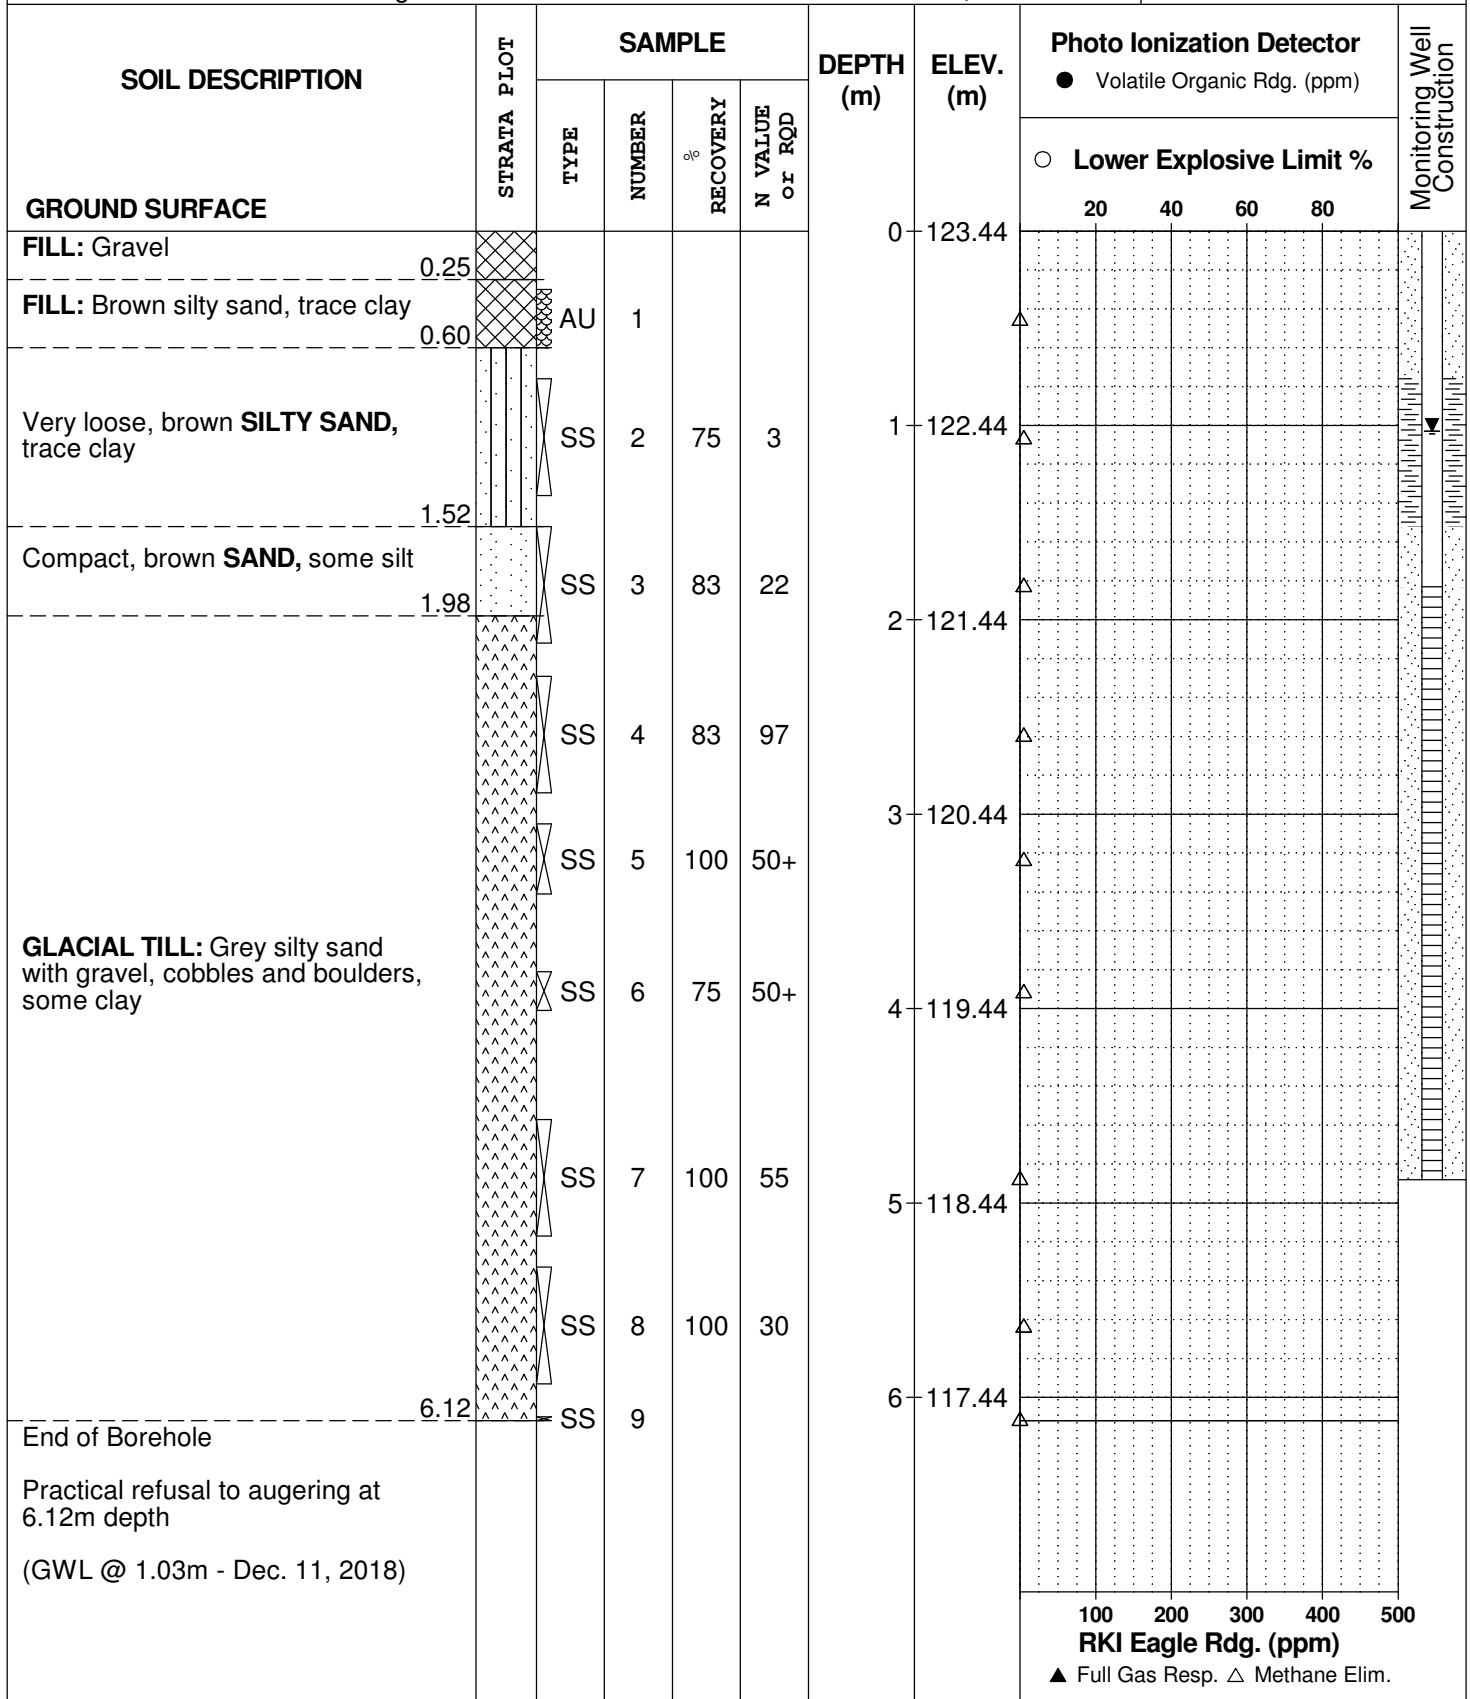 SOIL DESCRIPTION
GROUND SURFACE
STRATA PLOT
SAMPLE
TYPE
NUMBER
%
RECOVERY
N VALUE
or RQD
DEPTH
(m)
ELEV.
(m)
Photo Ionization Detector
● Volatile Organic Rdg. (ppm)
○ Lower Explosive Limit %
20 40 60 80
Monitoring Well
Construction
0 123.44
FILL: Gravel
0.25
FILL: Brown silty sand, trace clay
0.60
AU 1
Very loose, brown SILTY SAND,
trace clay
1.52
SS 2 75 3
1 122.44
Compact, brown SAND, some silt
1.98
SS 3 83 22
2 121.44
SS 4 83 97
3 120.44
SS 5 100 50+
GLACIAL TILL: Grey silty sand
with gravel, cobbles and boulders,
some clay
SS 6 75 50+
4 119.44
SS 7 100 55
5 118.44
SS 8 100 30
6 117.44
6.12
SS 9
End of Borehole
Practical refusal to augering at
6.12m depth
(GWL @ 1.03m - Dec. 11, 2018)
100 200 300 400 500
RKI Eagle Rdg. (ppm)
▲ Full Gas Resp. △ Methane Elim.